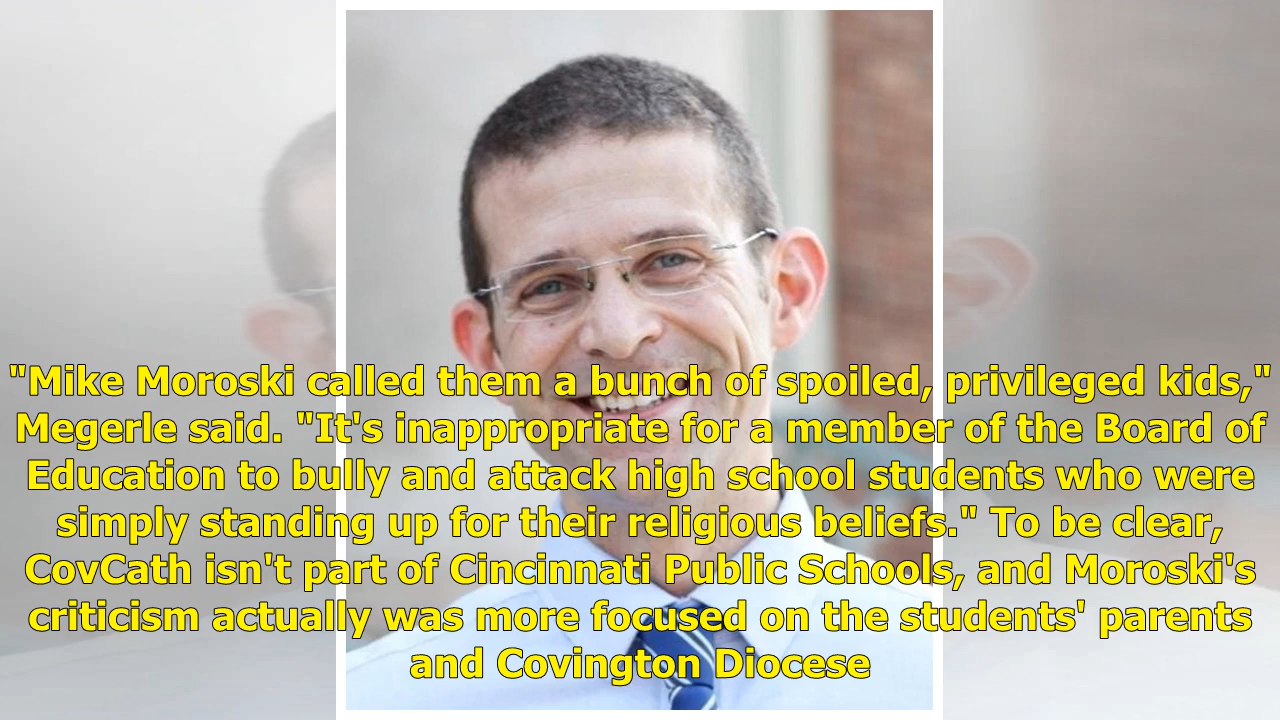 "Mike Moroski called them a bunch of spoiled, privileged kids,"
Megerle said. "It's inappropriate for a member of the Board of
Education to bully and attack high school students who were
simply standing up for their religious beliefs." To be clear,
CovCath isn't part of Cincinnati Public Schools, and Moroski's
criticism actually was more focused on the students' parents
and Covington Diocese